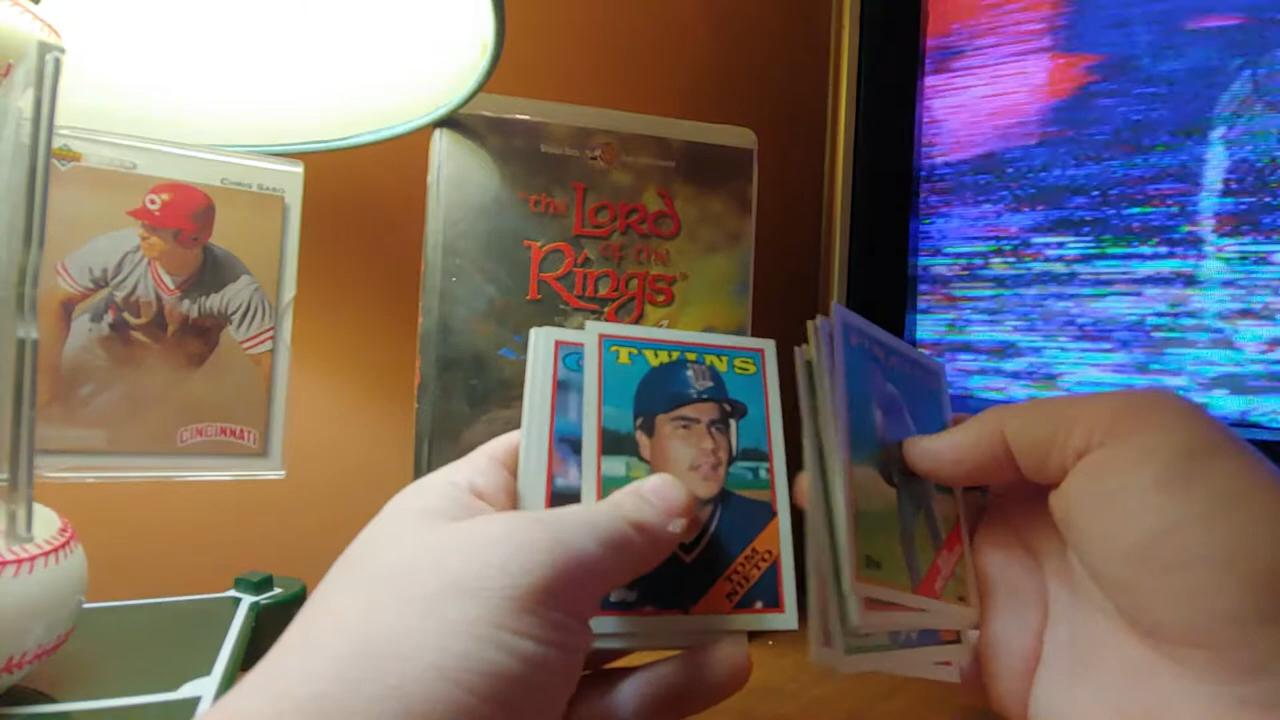 CHRIS SABO
CINCINNATI
"the Lord
of the
Rings"
TWINS
TOM
NIETO